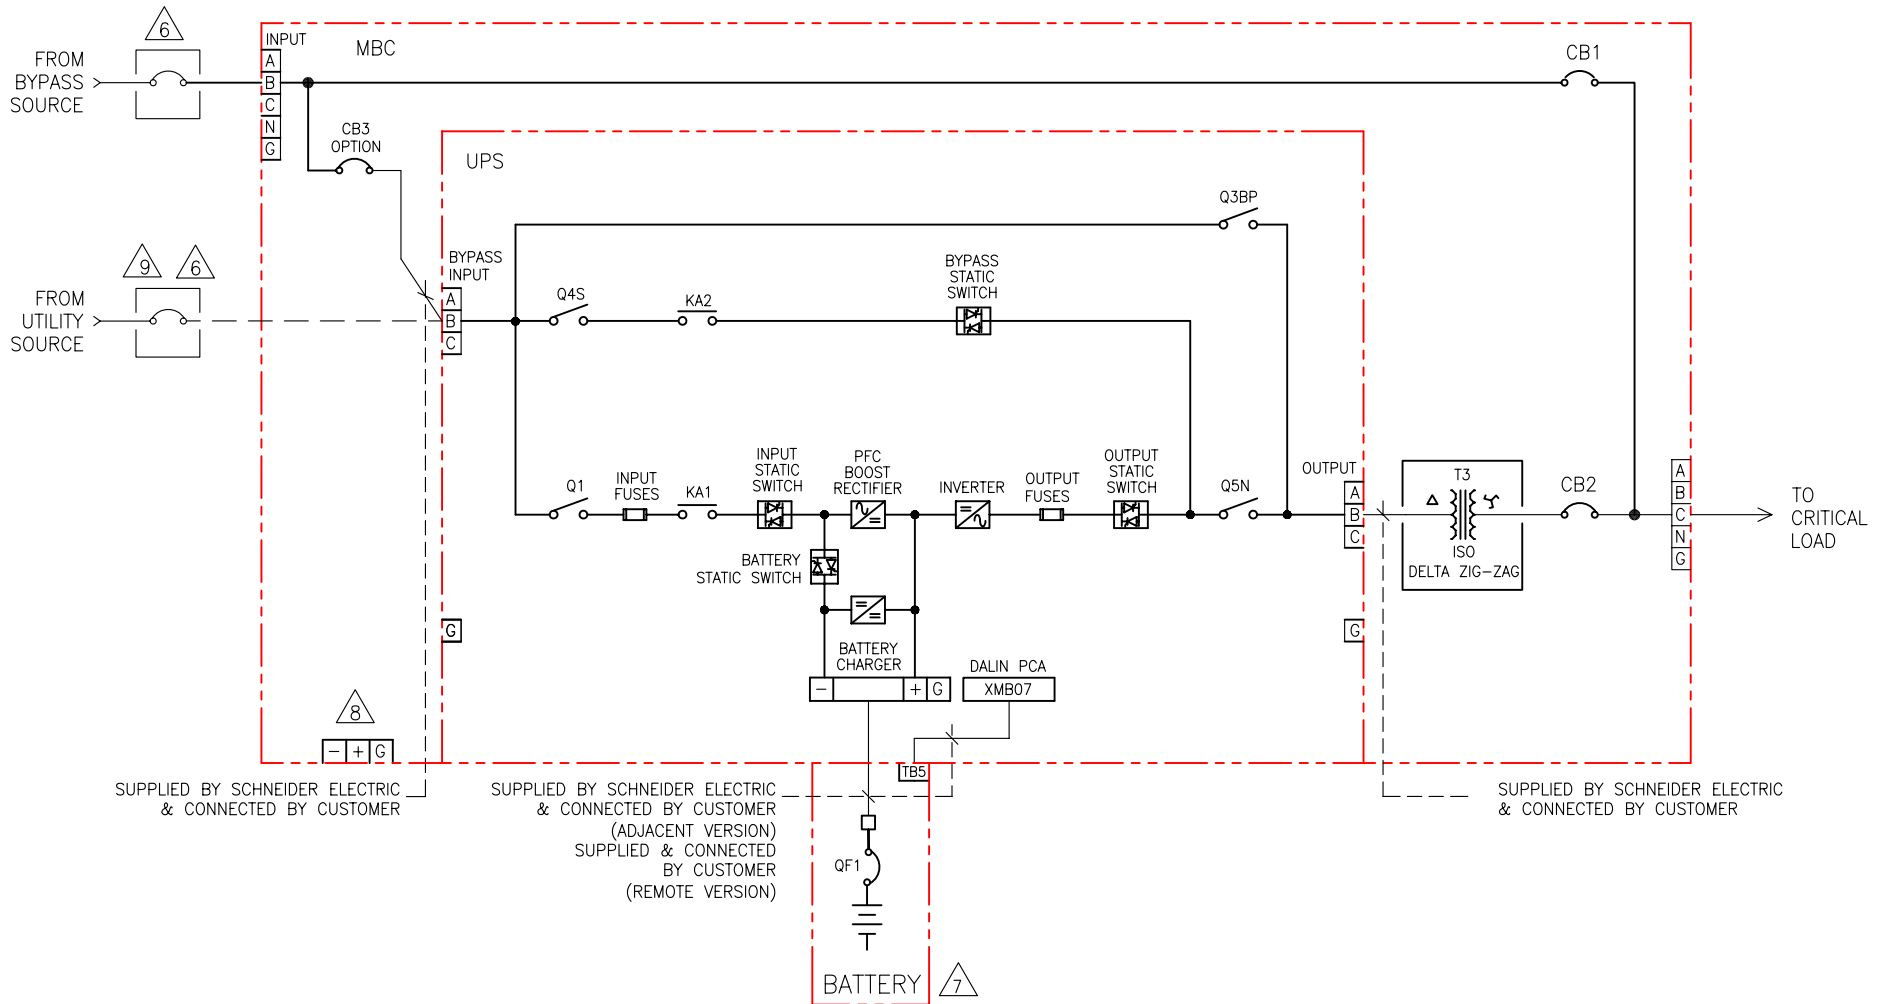 6
INPUT
MBC
FROM
BYPASS
SOURCE
A
B
C
N
G
CB1
CB3
OPTION
UPS
Q3BP
9
6
BYPASS
INPUT
BYPASS
STATIC
SWITCH
FROM
UTILITY
SOURCE
A
B
C
Q4S
KA2
Q1
INPUT
FUSES
KA1
INPUT
STATIC
SWITCH
PFC
BOOST
RECTIFIER
INVERTER
OUTPUT
FUSES
OUTPUT
STATIC
SWITCH
Q5N
OUTPUT
A
B
C
T3
ISO
DELTA ZIG-ZAG
CB2
A
B
C
N
G
TO
CRITICAL
LOAD
BATTERY
STATIC SWITCH
G
G
BATTERY
CHARGER
- + G
DALIN PCA
XMB07
8
- + G
TB5
SUPPLIED BY SCHNEIDER ELECTRIC
& CONNECTED BY CUSTOMER
SUPPLIED BY SCHNEIDER ELECTRIC
& CONNECTED BY CUSTOMER
(ADJACENT VERSION)
SUPPLIED & CONNECTED
BY CUSTOMER
(REMOTE VERSION)
SUPPLIED BY SCHNEIDER ELECTRIC
& CONNECTED BY CUSTOMER
QF1
BATTERY
7